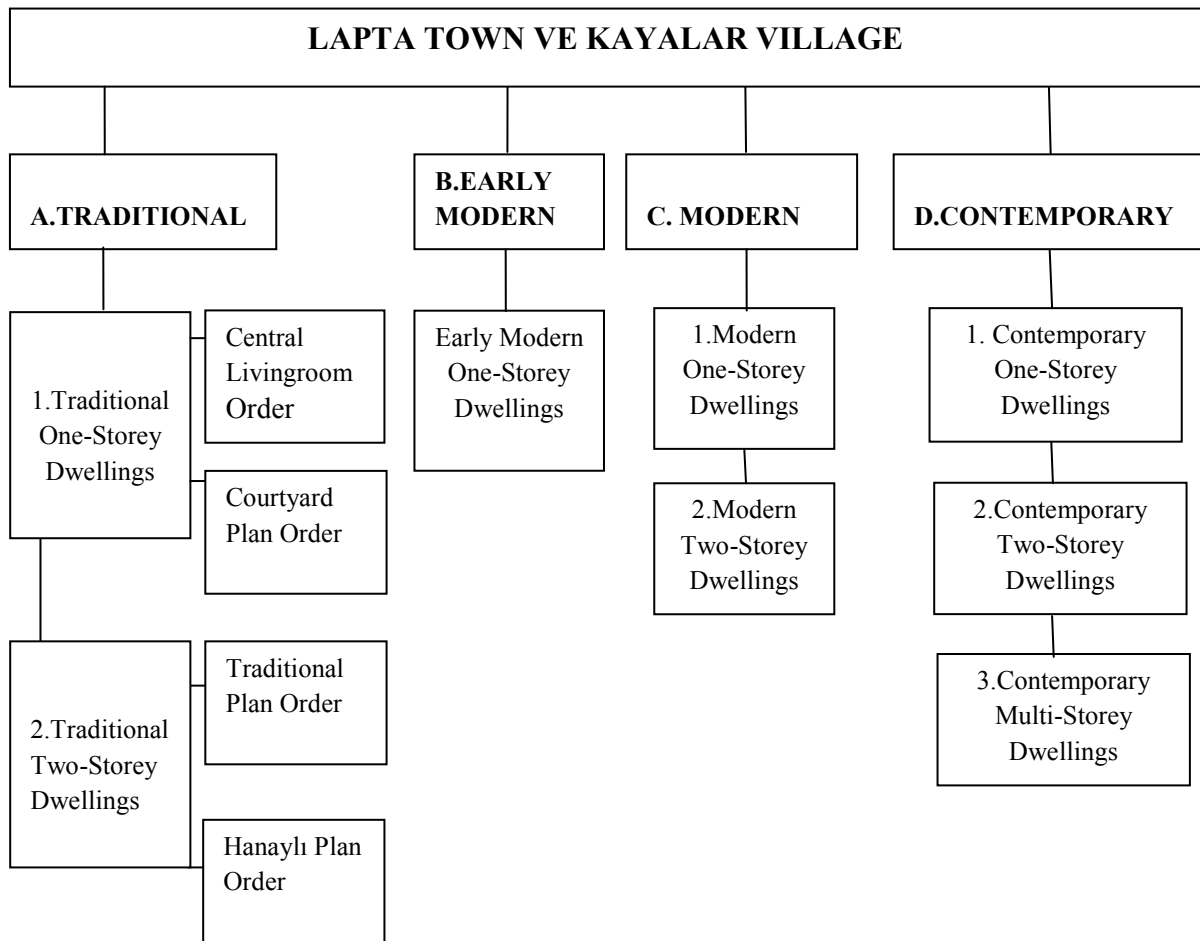 LAPTA TOWN VE KAYALAR VILLAGE
A.TRADITIONAL
B.EARLY
MODERN
C. MODERN
D.CONTEMPORARY
1.Traditional
One-Storey
Dwellings
Central
Livingroom
Order
Courtyard
Plan Order
2.Traditional
Two-Storey
Dwellings
Traditional
Plan Order
Hanaylı Plan
Order
Early Modern
One-Storey
Dwellings
1.Modern
One-Storey
Dwellings
2.Modern
Two-Storey
Dwellings
1. Contemporary
One-Storey
Dwellings
2.Contemporary
Two-Storey
Dwellings
3.Contemporary
Multi-Storey
Dwellings